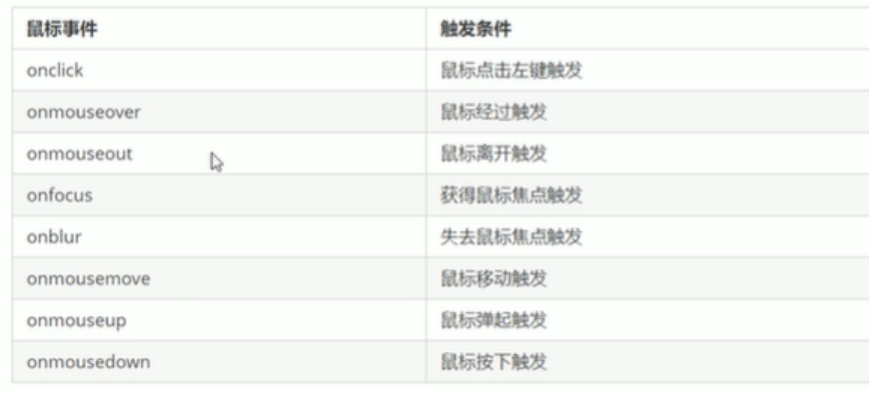 鼠标事件 触发条件
onclick 鼠标点击左键触发
onmouseover 鼠标经过触发
onmouseout 鼠标离开触发
onfocus 获得鼠标焦点触发
onblur 失去鼠标焦点触发
onmousemove 鼠标移动触发
onmouseup 鼠标弹起触发
onmousedown 鼠标按下触发